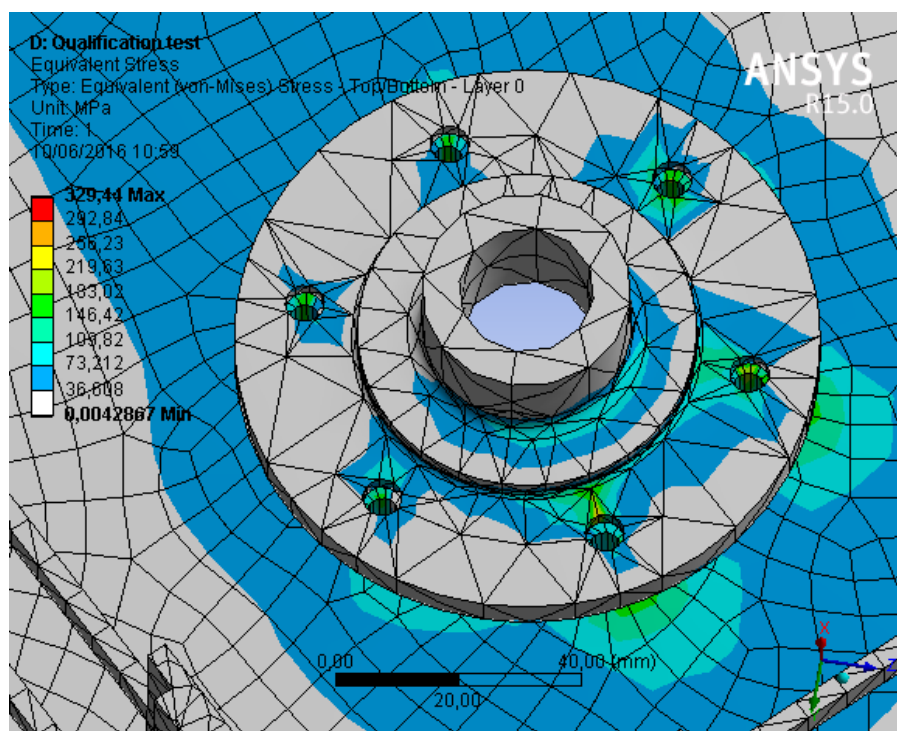 D: Qualification test
Equivalent Stress
Type: Equivalent (von-Mises) Stress - Top/Bottom - Layer 0
Unit: MPa
Time: 1
10/06/2016 10:59
ANSYS
R15.0
329,44 Max
292,84
256,23
219,63
183,02
146,42
109,82
73,212
36,608
0,0042867 Min
0,00
40,00 (mm)
20,00
X
Z